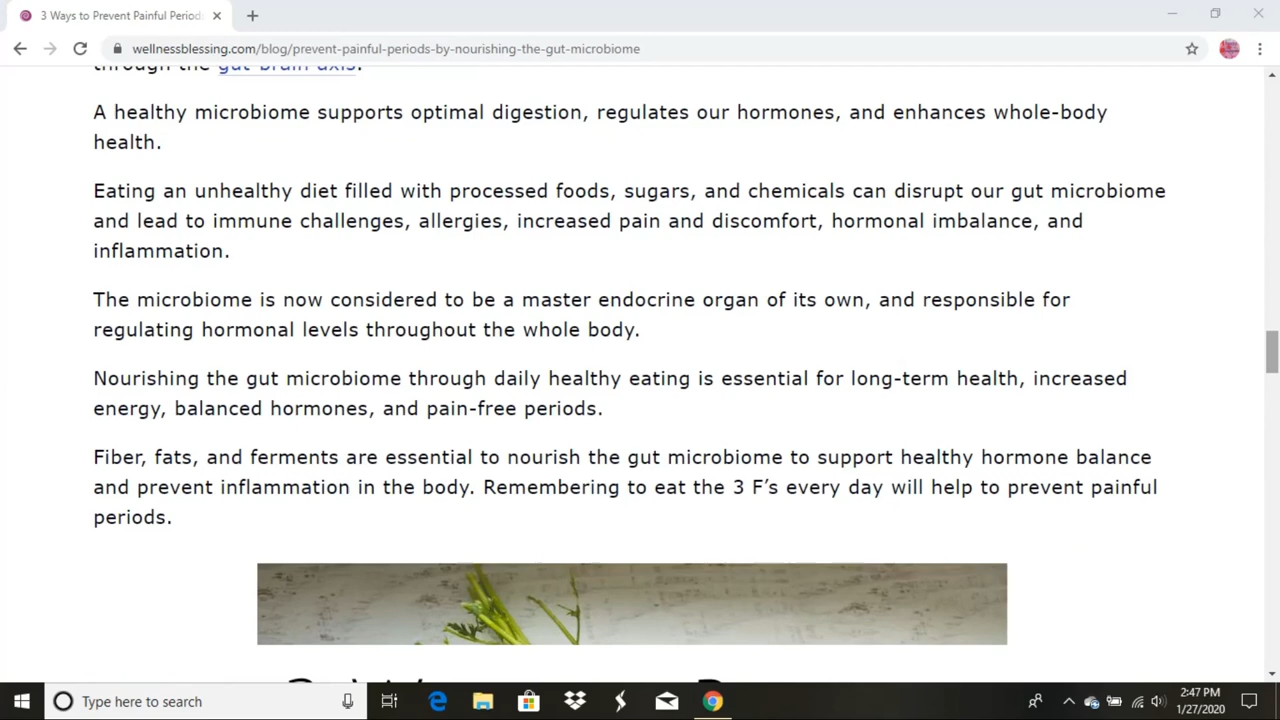 3 Ways to Prevent Painful Period
wellnessblessing.com/blog/prevent-painful-periods-by-nourishing-the-gut-microbiome
through the gut-brain axis.
A healthy microbiome supports optimal digestion, regulates our hormones, and enhances whole-body
health.
Eating an unhealthy diet filled with processed foods, sugars, and chemicals can disrupt our gut microbiome
and lead to immune challenges, allergies, increased pain and discomfort, hormonal imbalance, and
inflammation.
The microbiome is now considered to be a master endocrine organ of its own, and responsible for
regulating hormonal levels throughout the whole body.
Nourishing the gut microbiome through daily healthy eating is essential for long-term health, increased
energy, balanced hormones, and pain-free periods.
Fiber, fats, and ferments are essential to nourish the gut microbiome to support healthy hormone balance
and prevent inflammation in the body. Remembering to eat the 3 F’s every day will help to prevent painful
periods.
Type here to search
2:47 PM
1/27/2020